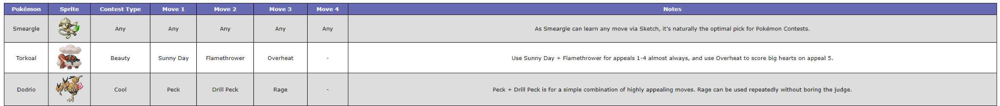 Pokémon Sprite Contest Type Move 1 Move 2 Move 3 Move 4 Notes
Smeargle Any Any Any Any Any As Smeargle can learn any move via Sketch, it's naturally the optimal pick for Pokémon Contests.
Torkoal Beauty Sunny Day Flamethrower Overheat - Use Sunny Day + Flamethrower for appeals 1-4 almost always, and use Overheat to score big hearts on appeal 5.
Dodrio Cool Peck Drill Peck Rage - Peck + Drill Peck is for a simple combination of highly appealing moves. Rage can be used repeatedly without boring the judge.